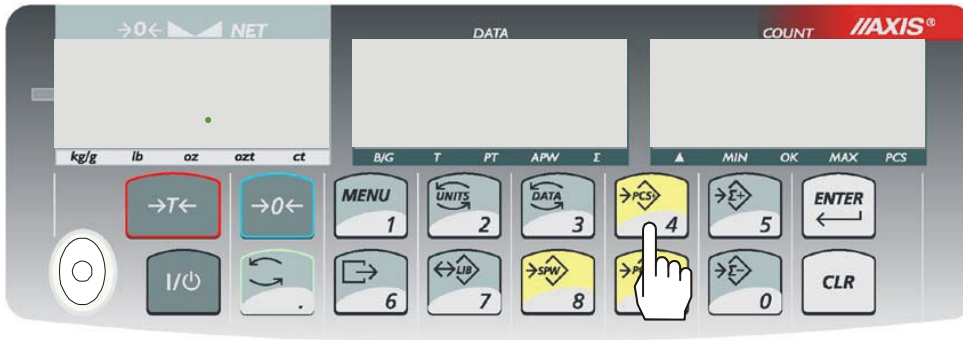 →0← NET DATA COUNT AXIS®
kg/g lb oz ozt ct B/G T PT APW Σ ▲ MIN OK MAX PCS
→T← →0← MENU 1 UNITS 2 DATA 3 →PCS 4 →Σ+ 5 ENTER
I/⏻ . 6 ↔LIB 7 →SPW 8 →Σ− 0 CLR